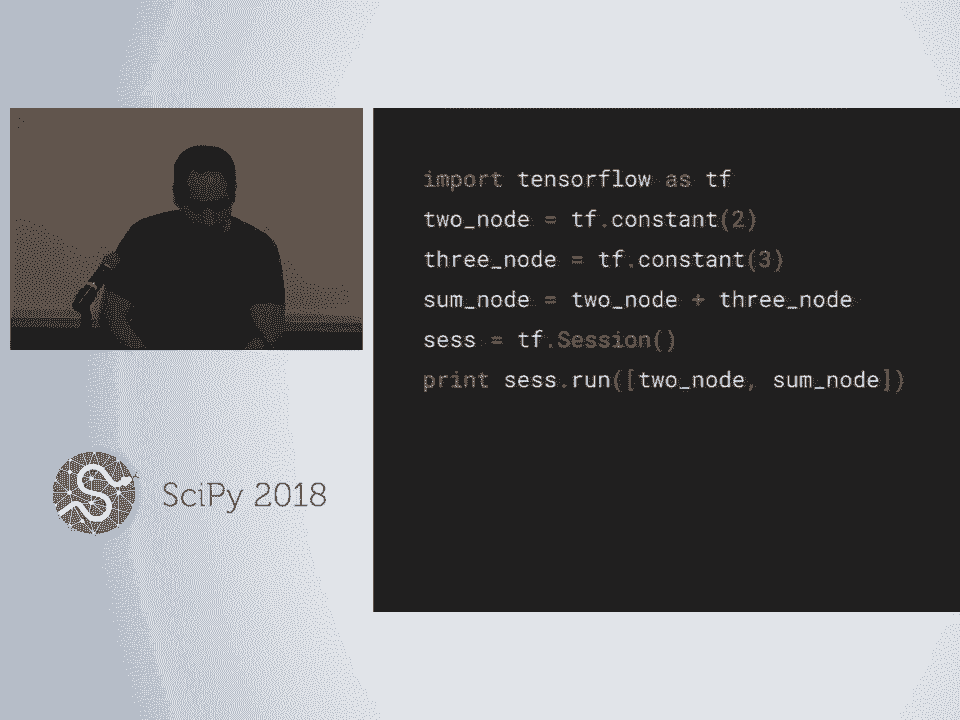 import tensorflow as tf
two_node = tf.constant(2)
three_node = tf.constant(3)
sum_node = two_node + three_node
sess = tf.Session()
print sess.run([two_node, sum_node])
SciPy 2018